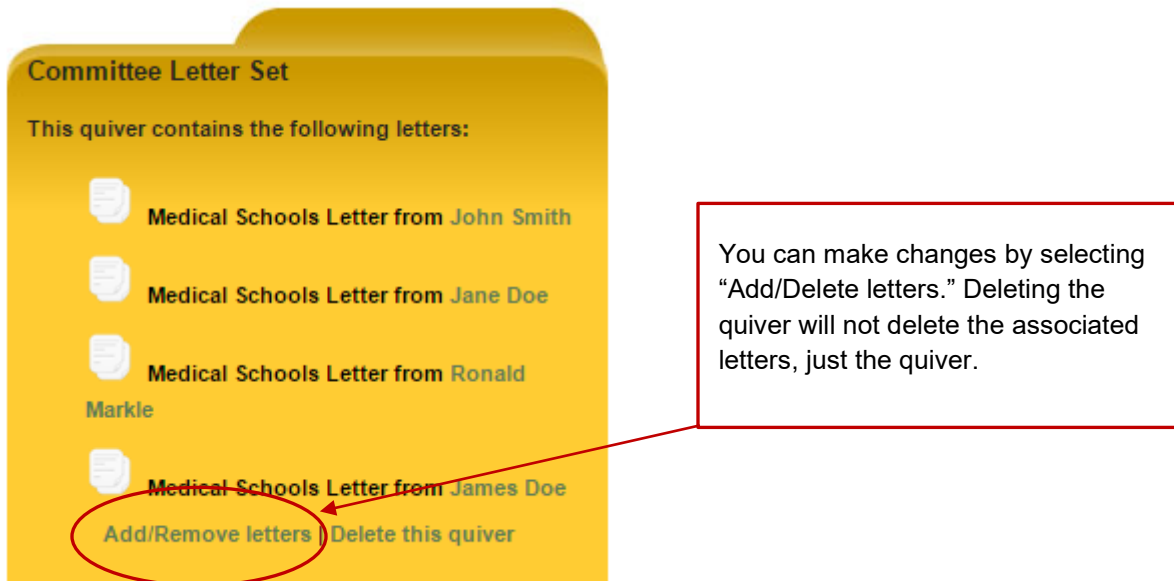 Committee Letter Set
This quiver contains the following letters:
Medical Schools Letter from John Smith
Medical Schools Letter from Jane Doe
Medical Schools Letter from Ronald
Markle
Medical Schools Letter from James Doe
Add/Remove letters | Delete this quiver
You can make changes by selecting
“Add/Delete letters.” Deleting the
quiver will not delete the associated
letters, just the quiver.